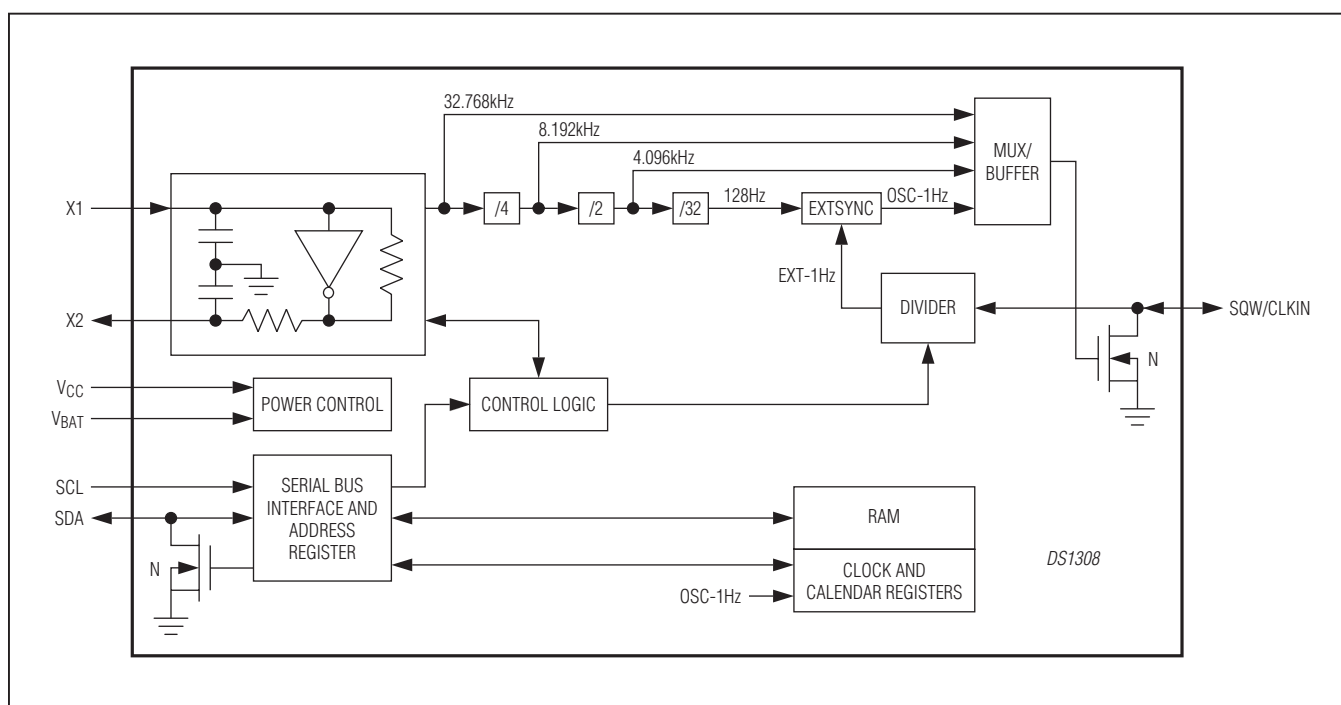 32.768kHz
8.192kHz
4.096kHz
MUX/
BUFFER
X1
/4
/2
/32
128Hz
EXTSYNC
OSC-1Hz
EXT-1Hz
DIVIDER
SQW/CLKIN
X2
N
VCC
VBAT
POWER CONTROL
CONTROL LOGIC
SCL
SDA
SERIAL BUS
INTERFACE AND
ADDRESS
REGISTER
N
RAM
CLOCK AND
CALENDAR REGISTERS
OSC-1Hz
DS1308